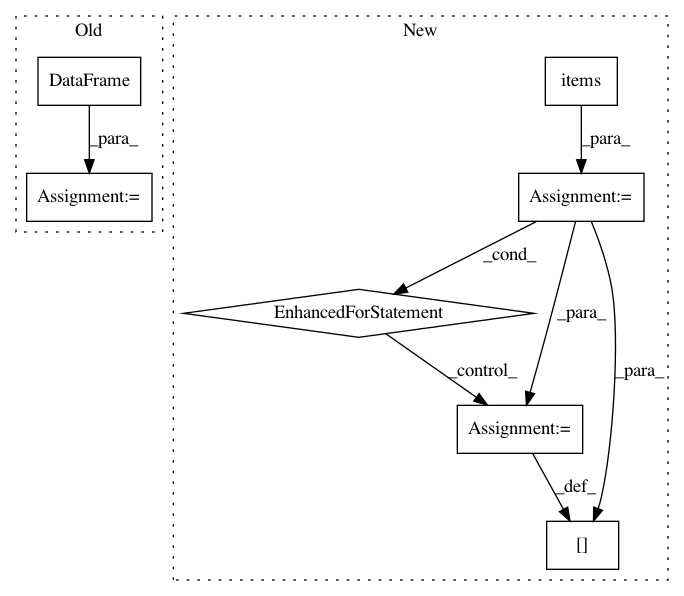 Old
New
DataFrame
items
_para_
_para_
Assignment:=
Assignment:=
_cond_
EnhancedForStatement
_para_
_control_
_para_
Assignment:=
_def_
[]